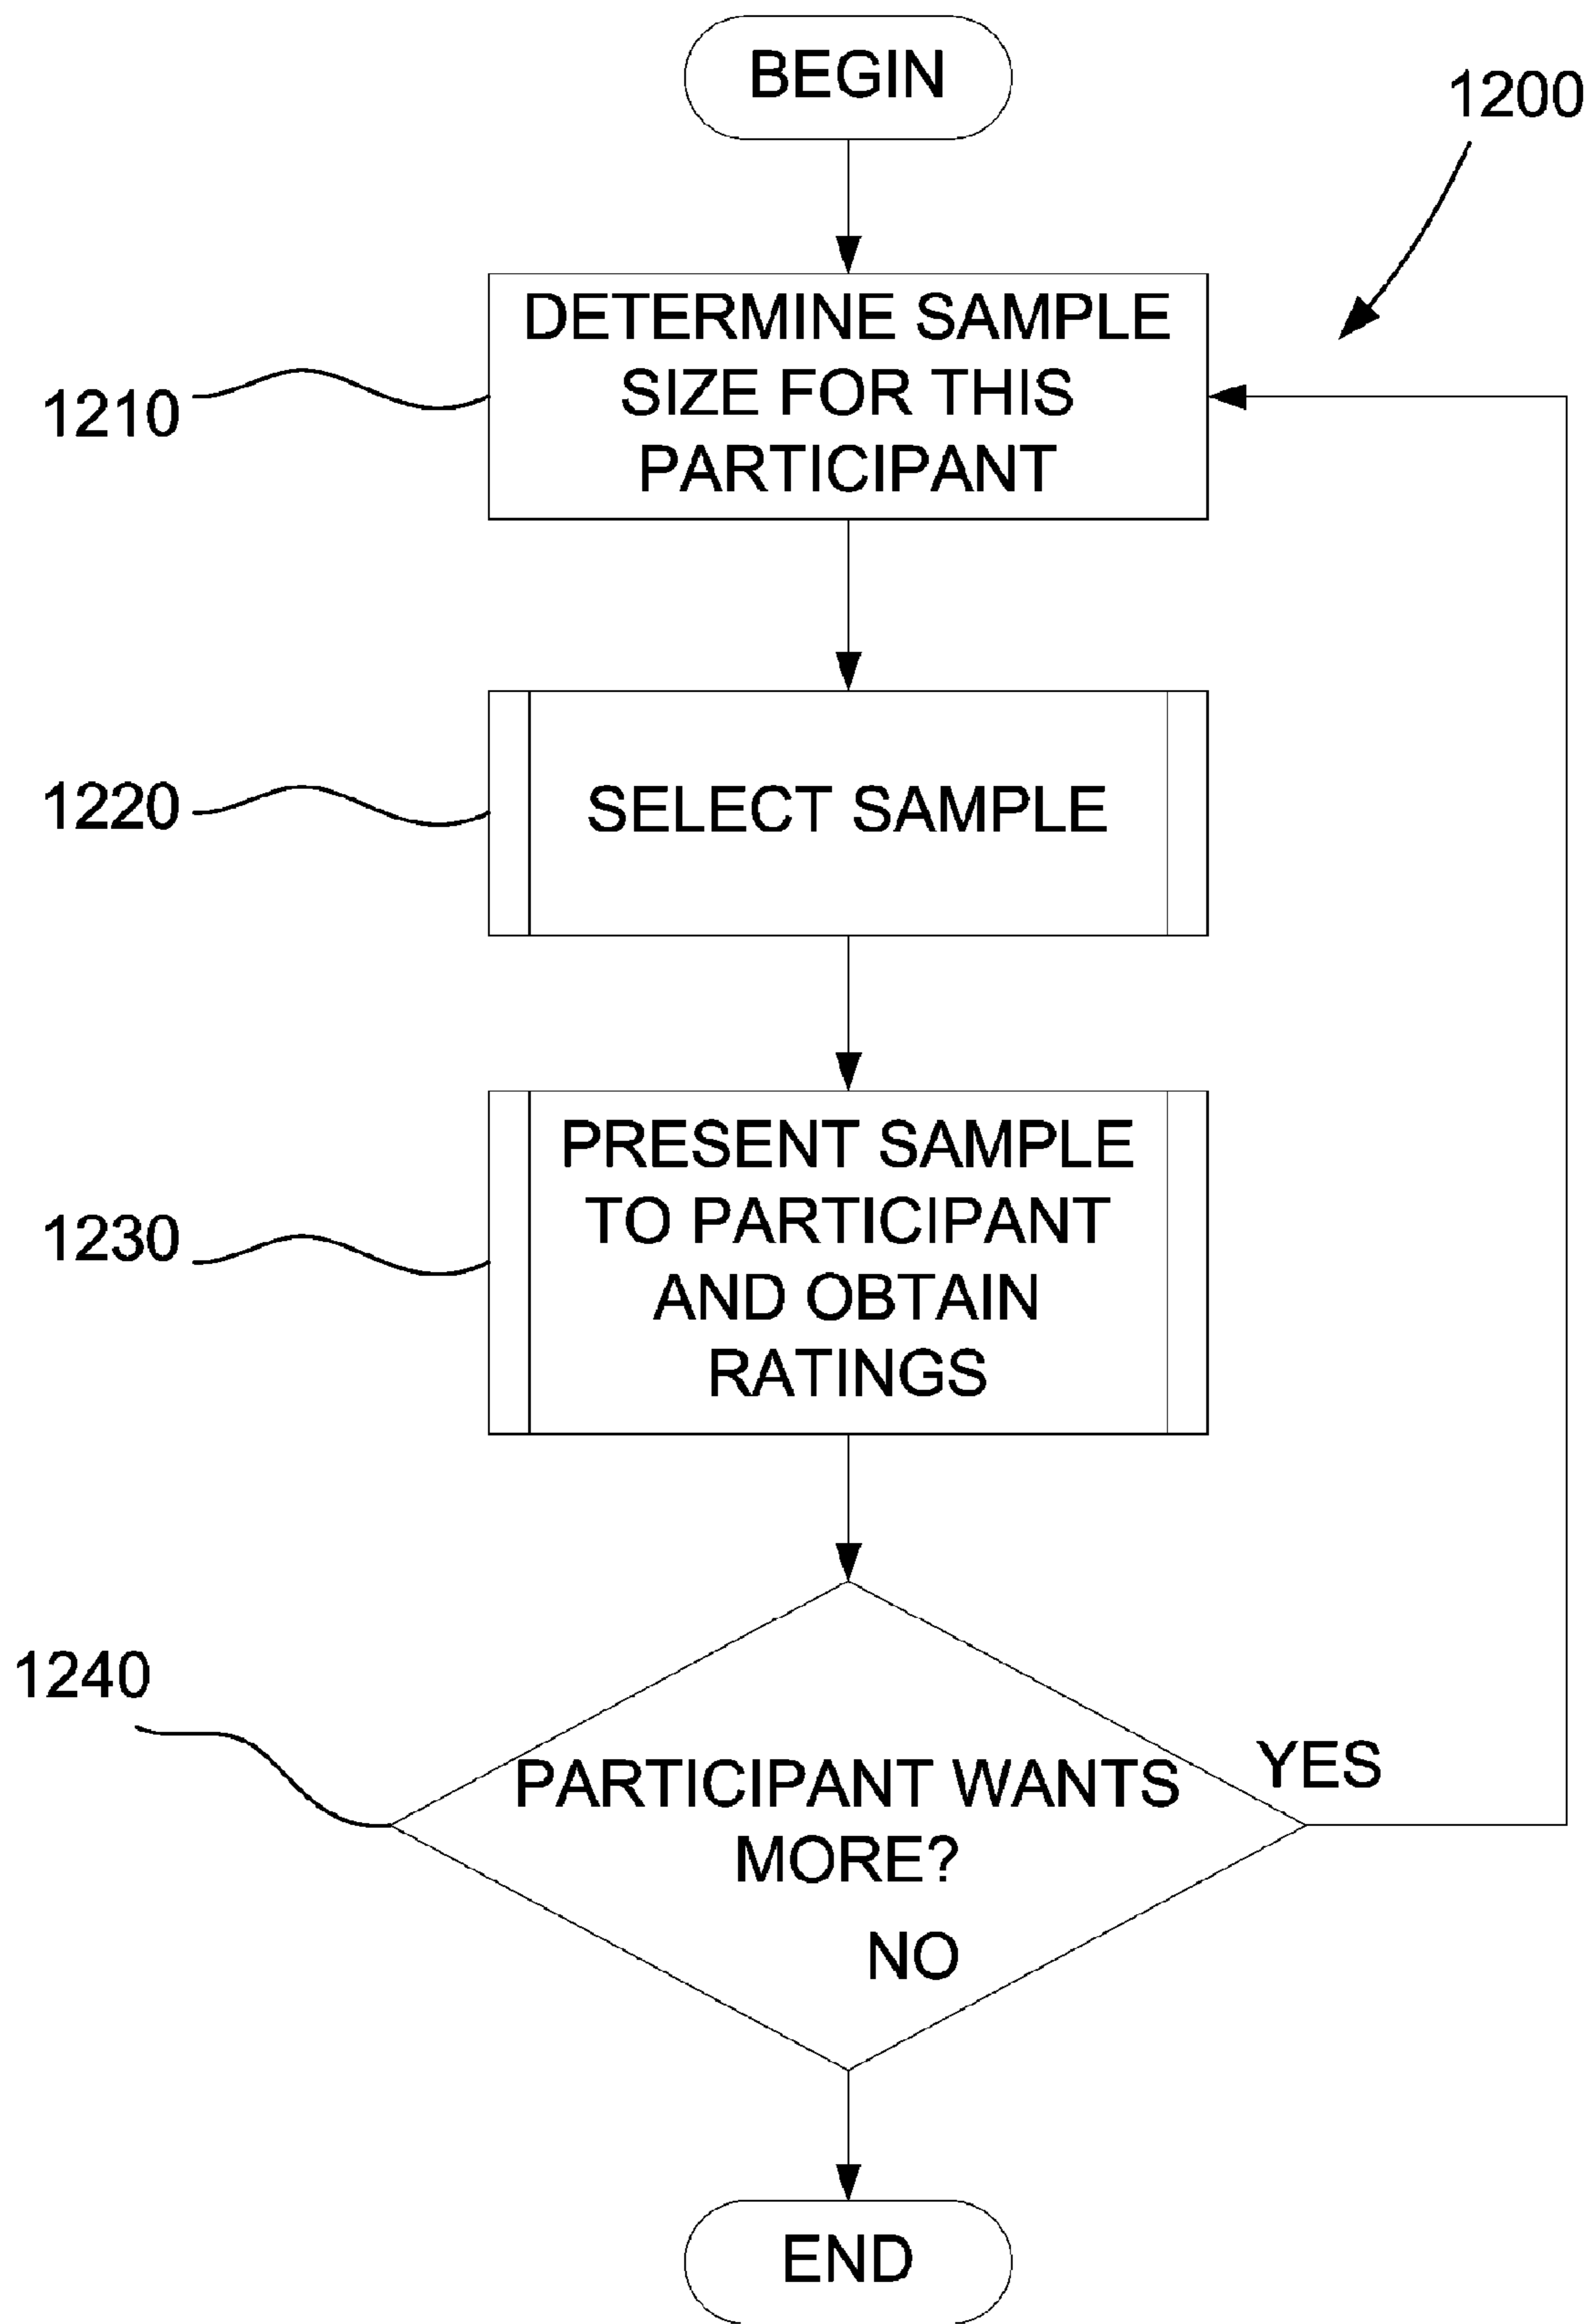 BEGIN
1200
DETERMINE SAMPLE
SIZE FOR THIS
PARTICIPANT
1210
SELECT SAMPLE
1220
PRESENT SAMPLE
TO PARTICIPANT
AND OBTAIN
RATINGS
1230
1240
PARTICIPANT WANTS
MORE?
YES
NO
END